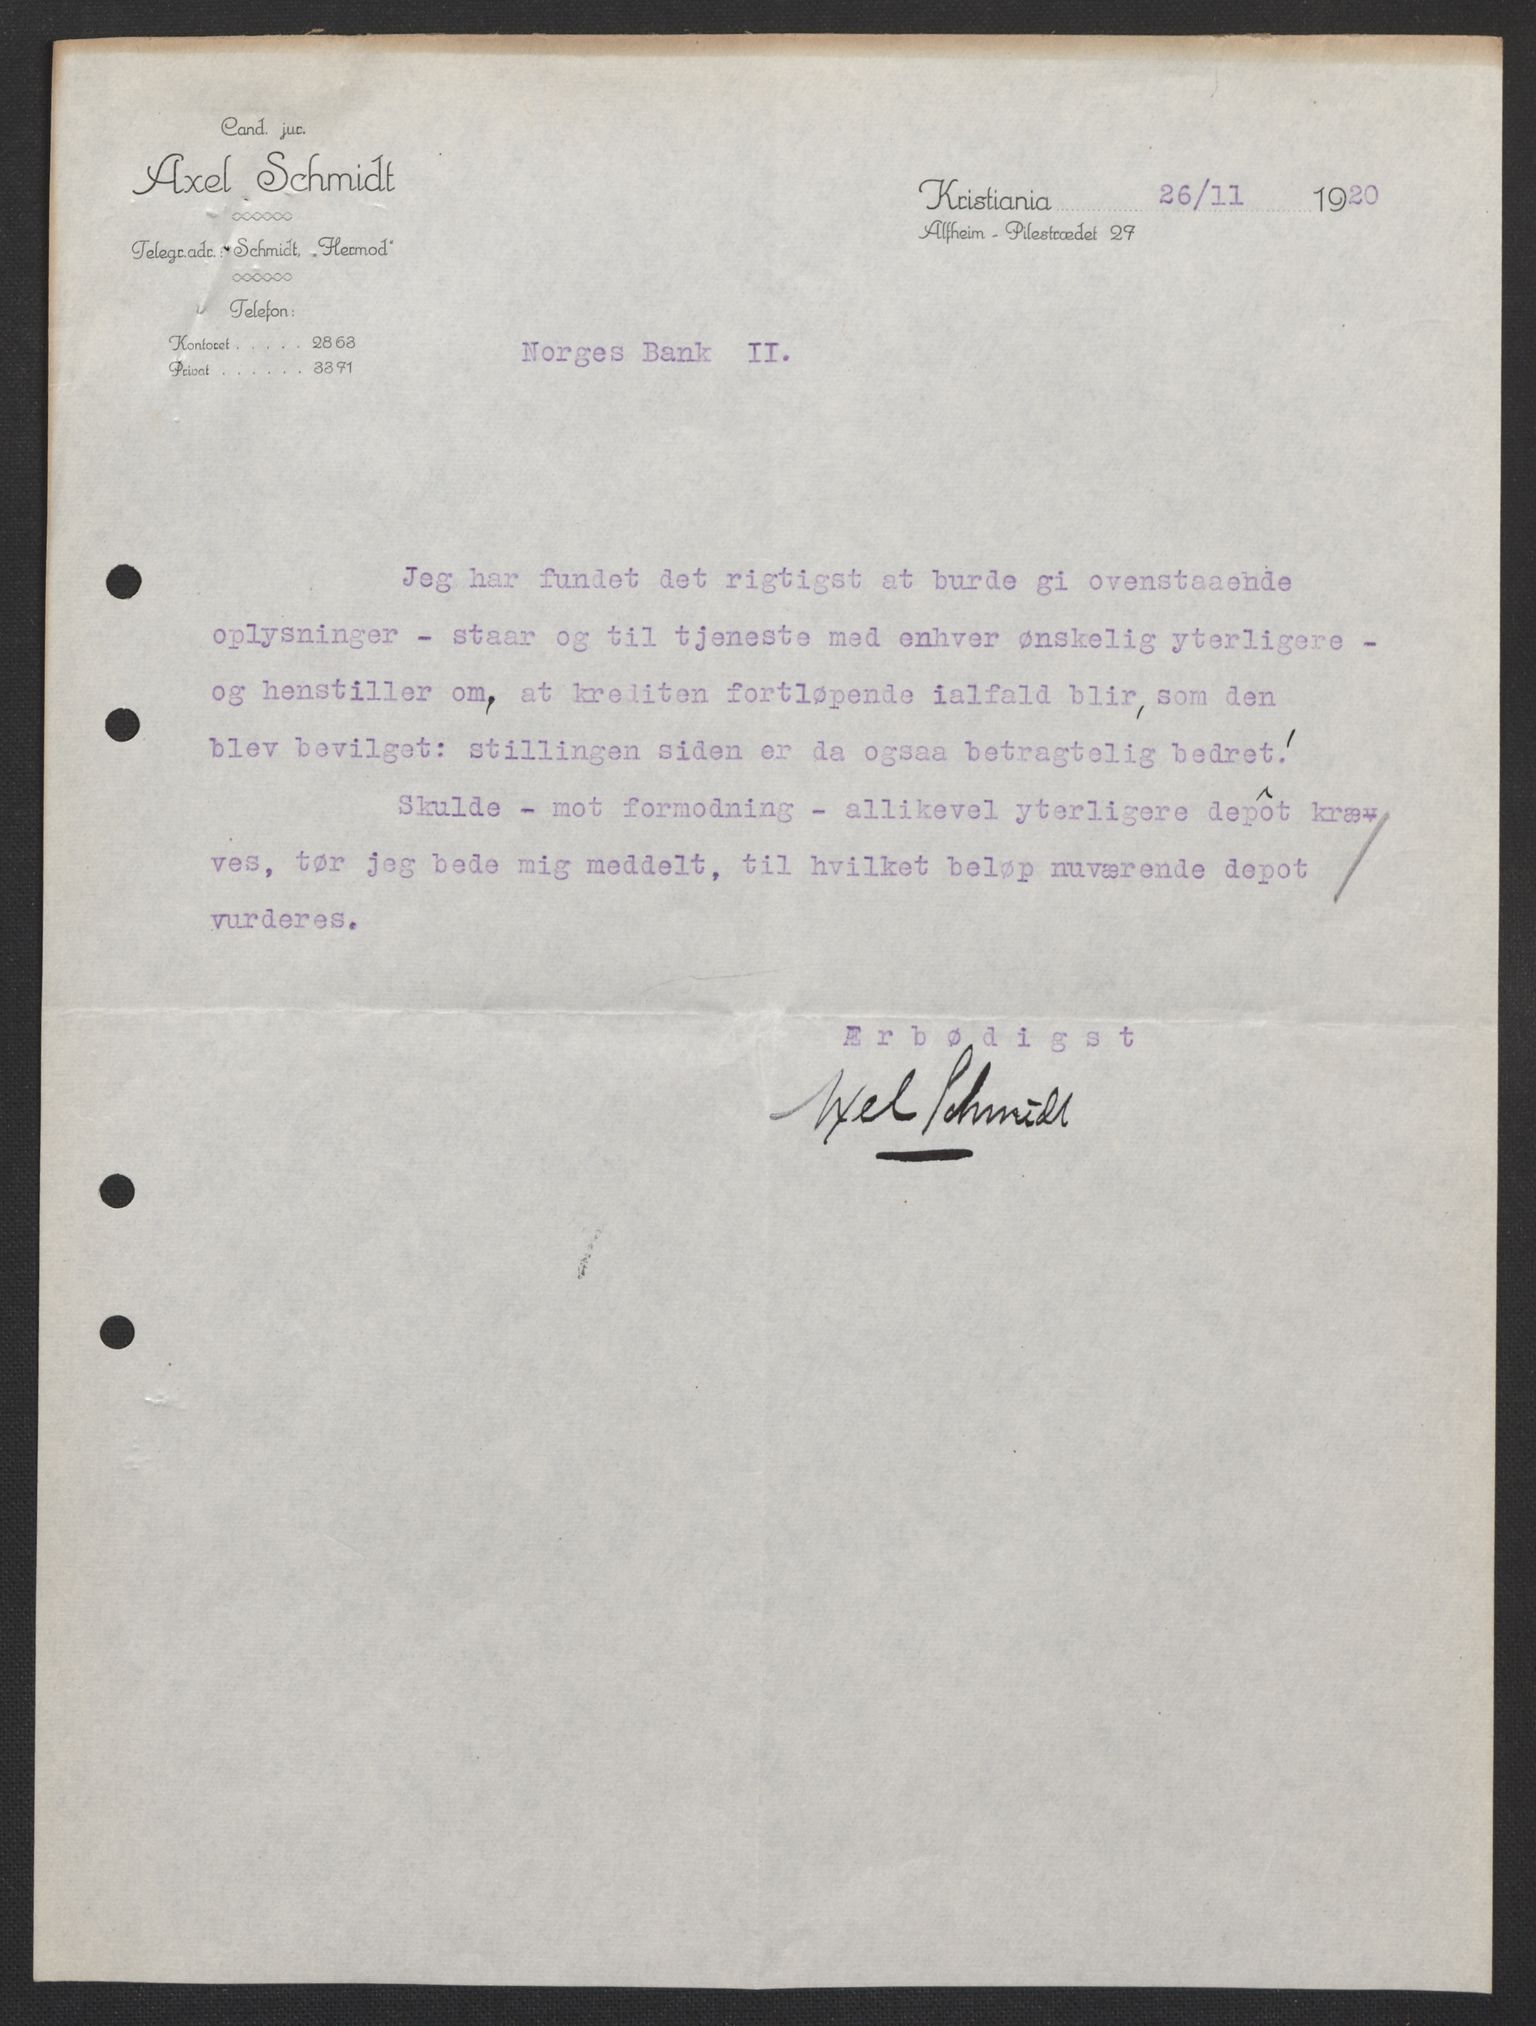 Cand. jur.
Axel Schmidt
Telegr.adr.: "Schmidt, "Hermod"
Telefon:
Kontoret . . . . . 2863
Privat . . . . . . 3371
Kristiania 26/11 1920
Alfheim - Pilestrædet 27
Norges Bank II.
Jeg har fundet det rigtigst at burde gi ovenstaaende
oplysninger - staar og til tjeneste med enhver ønskelig yterligere -
og henstiller om, at krediten fortløpende ialfald blir, som den
blev bevilget: stillingen siden er da ogsaa betragtelig bedret!
Skulde - mot formodning - allikevel yterligere depôt kræv
ves, tør jeg bede mig meddelt, til hvilket beløp nuværende depot
vurderes.
Ærbødigst
Axel Schmidt